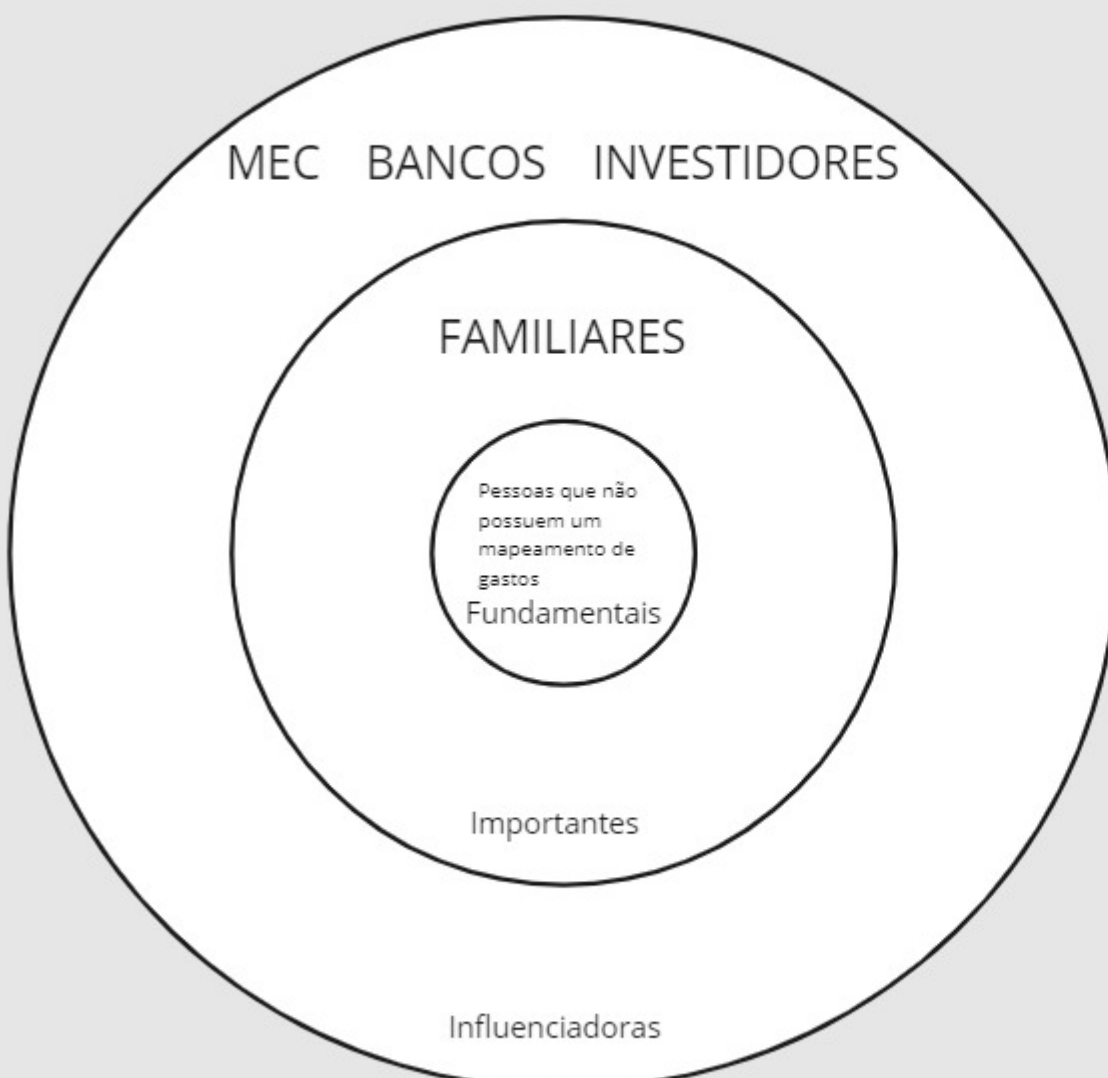 MEC BANCOS INVESTIDORES
FAMILIARES
Pessoas que não
possuem um
mapeamento de
gastos
Fundamentais
Importantes
Influenciadoras